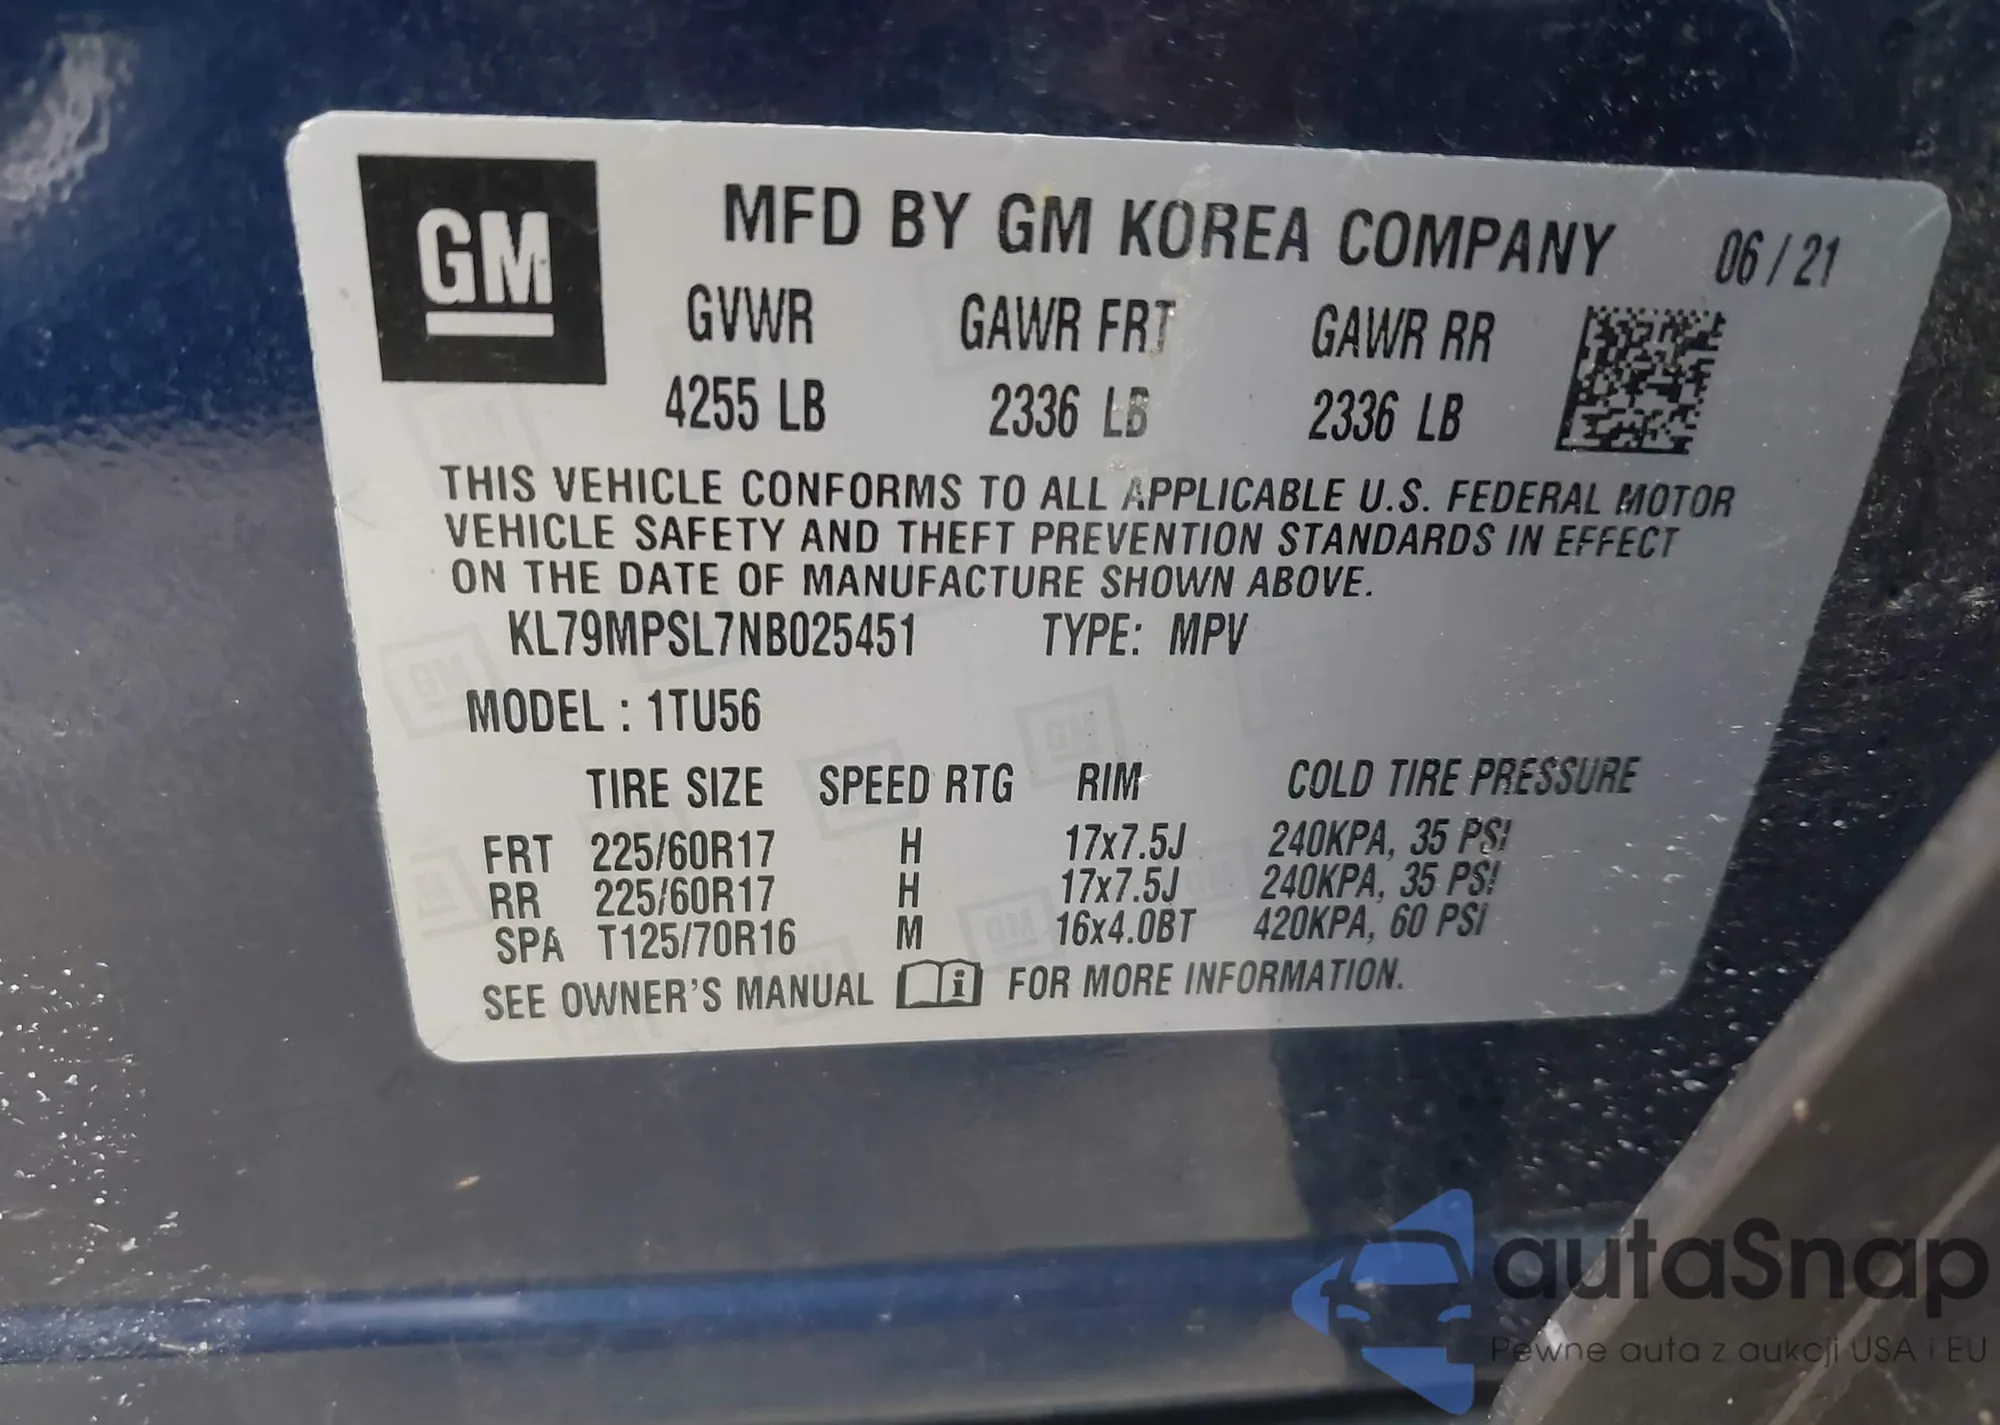 GM
MFD BY GM KOREA COMPANY 06 / 21
GVWR GAWR FRT GAWR RR
4255 LB 2336 LB 2336 LB
THIS VEHICLE CONFORMS TO ALL APPLICABLE U.S. FEDERAL MOTOR
VEHICLE SAFETY AND THEFT PREVENTION STANDARDS IN EFFECT
ON THE DATE OF MANUFACTURE SHOWN ABOVE.
KL79MPSL7NB025451 TYPE: MPV
MODEL : 1TU56
TIRE SIZE SPEED RTG RIM COLD TIRE PRESSURE
FRT 225/60R17 H 17x7.5J 240KPA, 35 PSI
RR 225/60R17 H 17x7.5J 240KPA, 35 PSI
SPA T125/70R16 M 16x4.0BT 420KPA, 60 PSI
SEE OWNER'S MANUAL i FOR MORE INFORMATION.
autaSnap
Pewne auta z aukcji USA i EU